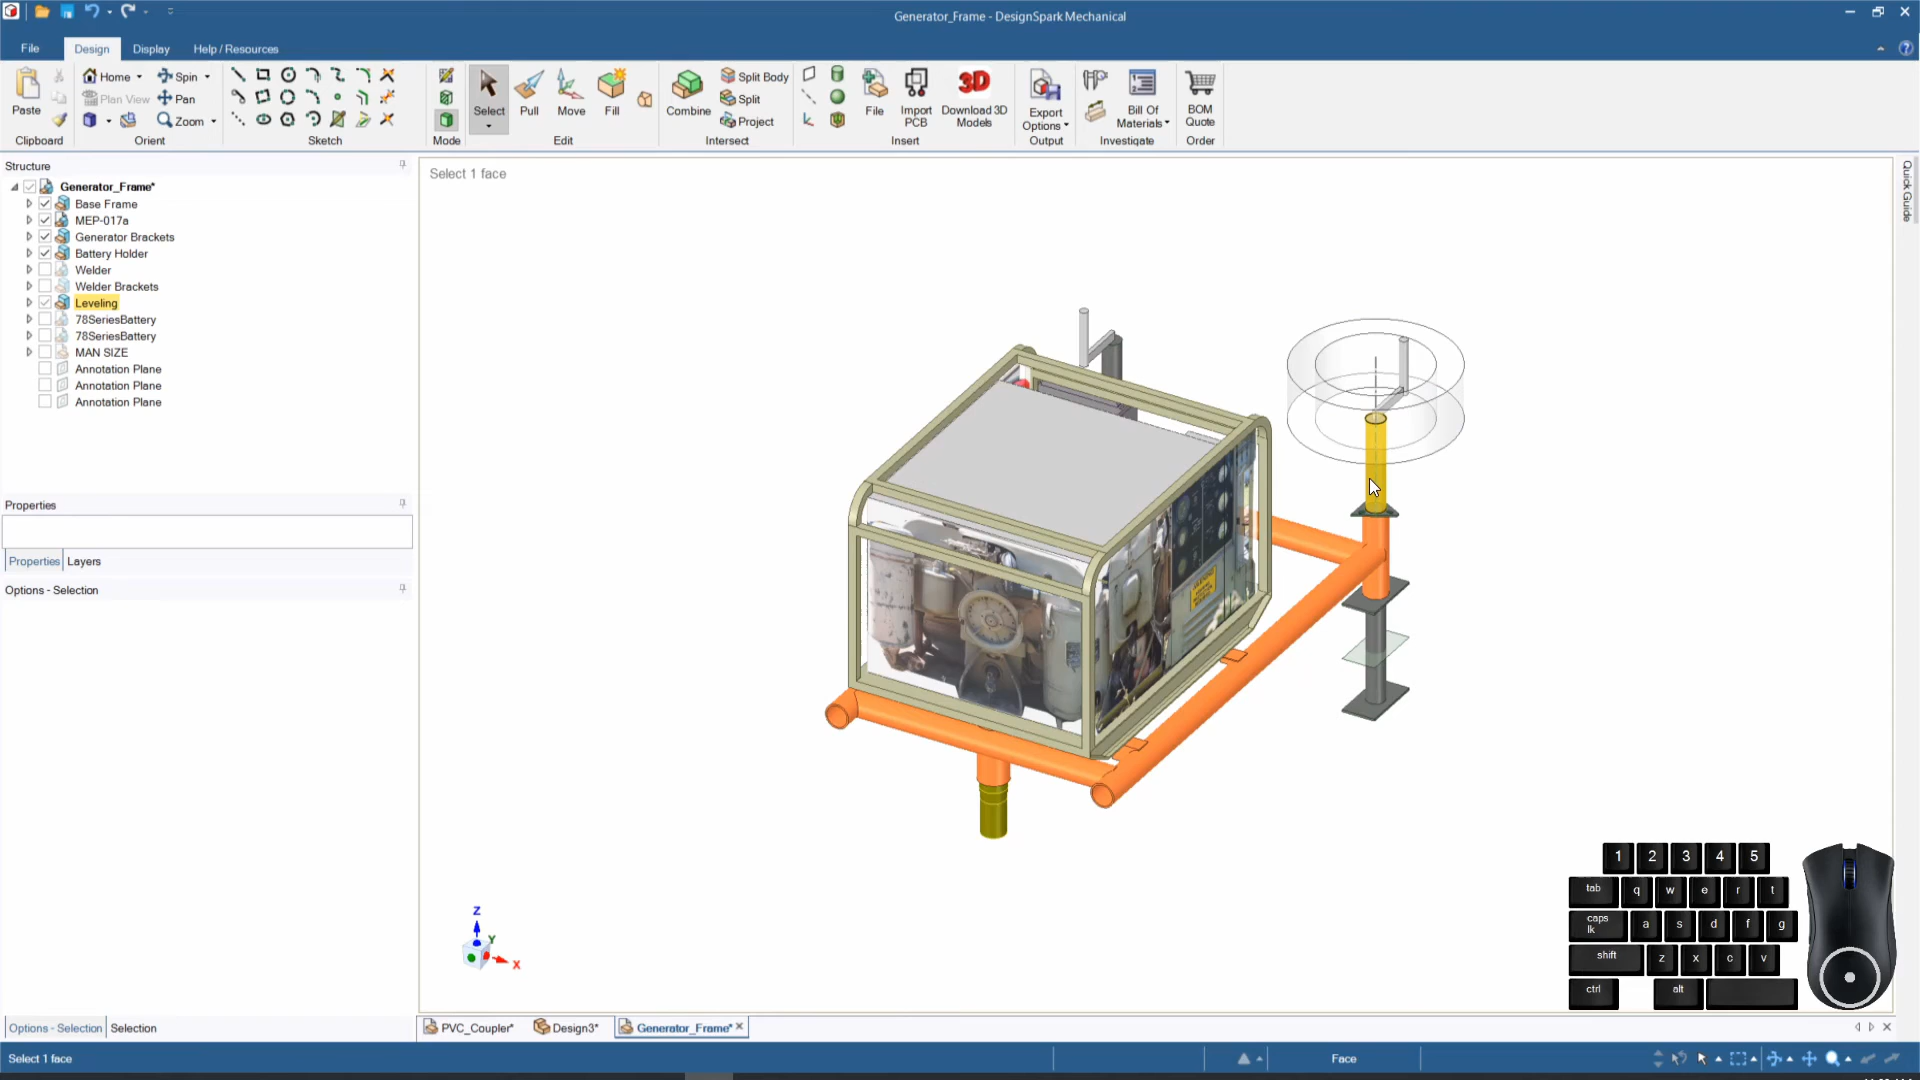 Generator_Frame - DesignSpark Mechanical
File
Design
Display
Help / Resources
Paste
Home
Plan View
Spin
Pan
Zoom
Select
Pull
Move
Fill
Combine
Split Body
Split
Project
File
Import PCB
Download 3D Models
3D
Export Options
Bill Of Materials
BOM Quote
Clipboard
Orient
Sketch
Mode
Edit
Intersect
Insert
Output
Investigate
Order
Structure
Generator_Frame*
Base Frame
MEP-017a
Generator Brackets
Battery Holder
Welder
Welder Brackets
Leveling
78SeriesBattery
78SeriesBattery
MAN SIZE
Annotation Plane
Annotation Plane
Annotation Plane
Properties
Properties
Layers
Options - Selection
Options - Selection
Selection
Select 1 face
Quick Guide
Z
Y
X
1 2 3 4 5
tab q w e r t
caps lk a s d f g
shift z x c v
ctrl alt
PVC_Coupler*
Design3*
Generator_Frame*
Select 1 face
Face